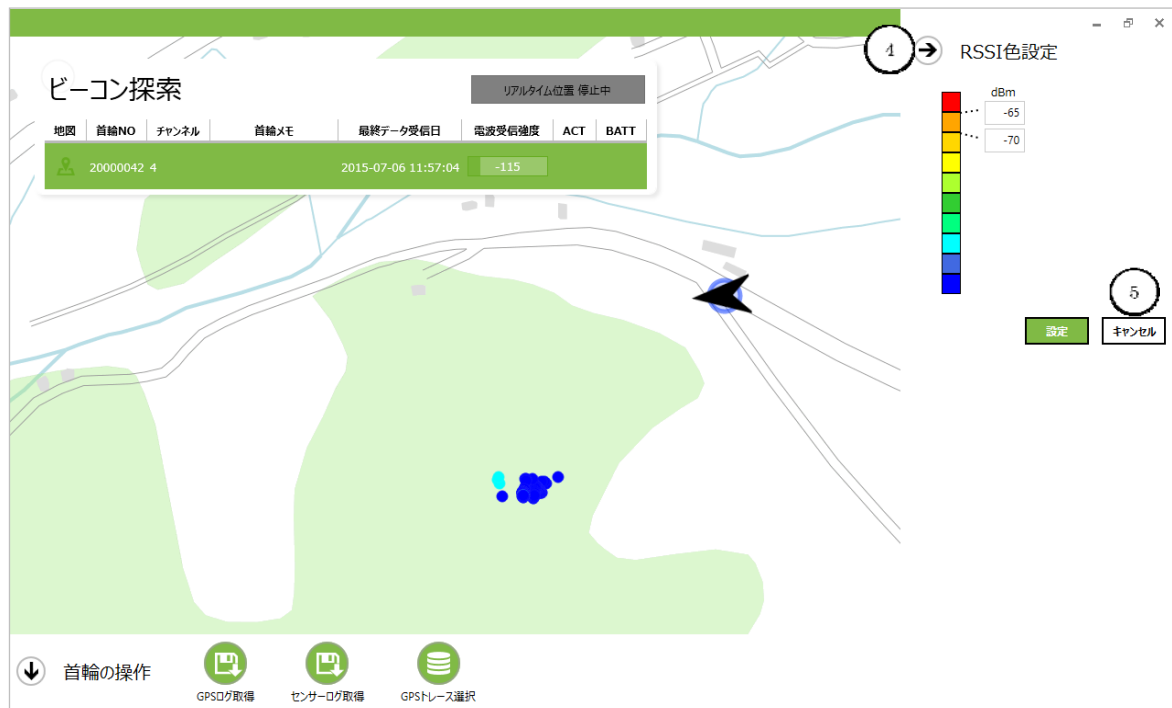 4
RSSI色設定
ビーコン探索
リアルタイム位置 停止中
dBm
-65
-70
地図 首輪NO チャンネル 首輪メモ 最終データ受信日 電波受信強度 ACT BATT
20000042 4 2015-07-06 11:57:04 -115
5
設定 キャンセル
首輪の操作
GPSログ取得 センサーログ取得 GPSトレース選択